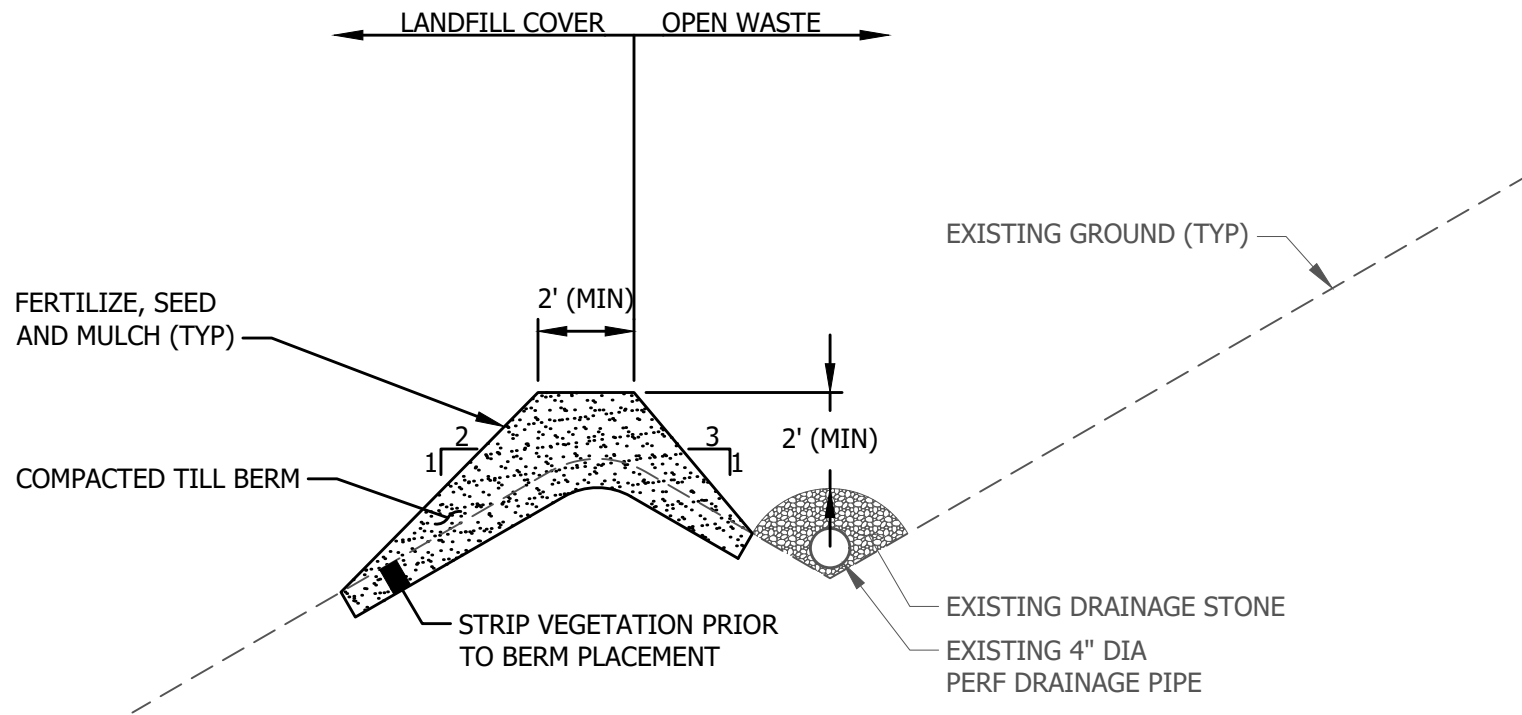 LANDFILL COVER
OPEN WASTE
EXISTING GROUND (TYP)
2' (MIN)
FERTILIZE, SEED
AND MULCH (TYP)
2
1
3
1
2' (MIN)
COMPACTED TILL BERM
EXISTING DRAINAGE STONE
STRIP VEGETATION PRIOR
TO BERM PLACEMENT
EXISTING 4" DIA
PERF DRAINAGE PIPE